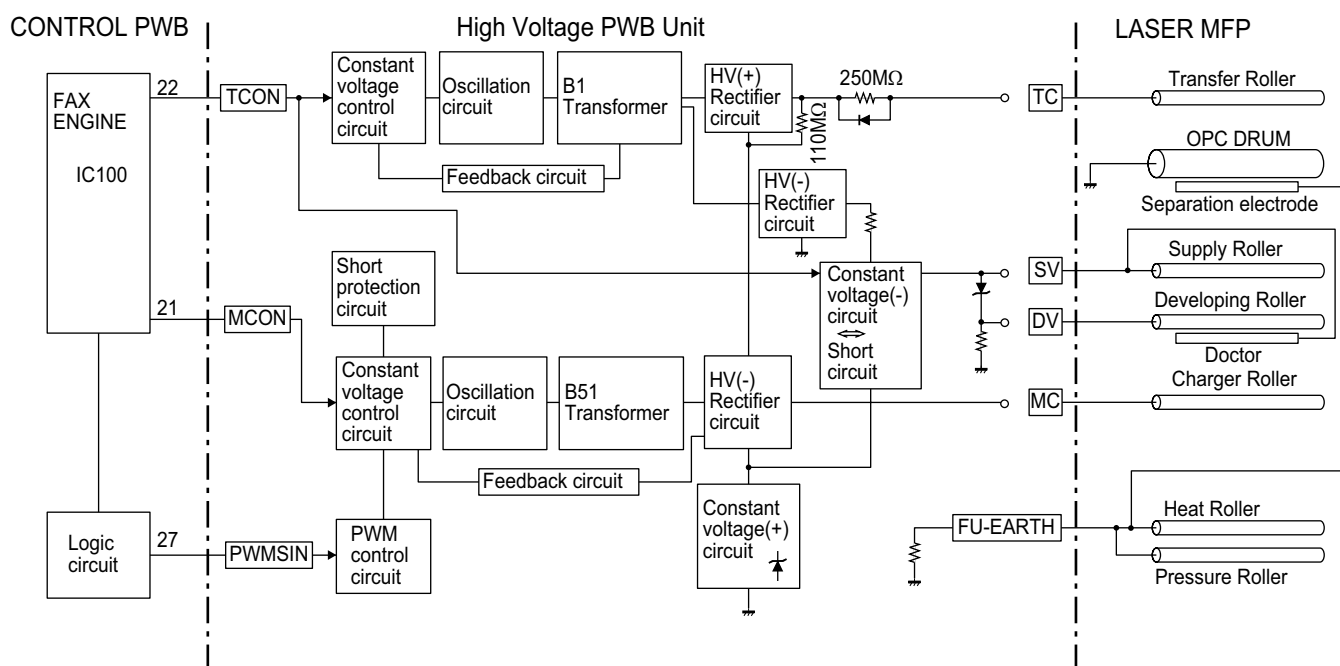 CONTROL PWB
High Voltage PWB Unit
LASER MFP
FAX
ENGINE
IC100
22
TCON
Constant
voltage
control
circuit
Oscillation
circuit
B1
Transformer
HV(+)
Rectifier
circuit
250MΩ
110MΩ
TC
Transfer Roller
Feedback circuit
OPC DRUM
Separation electrode
HV(-)
Rectifier
circuit
Short
protection
circuit
Constant
voltage(-)
circuit
⇔
Short
circuit
SV
Supply Roller
21
MCON
DV
Developing Roller
Doctor
Constant
voltage
control
circuit
Oscillation
circuit
B51
Transformer
HV(-)
Rectifier
circuit
MC
Charger Roller
Feedback circuit
Constant
voltage(+)
circuit
FU-EARTH
Heat Roller
Pressure Roller
Logic
circuit
27
PWMSIN
PWM
control
circuit